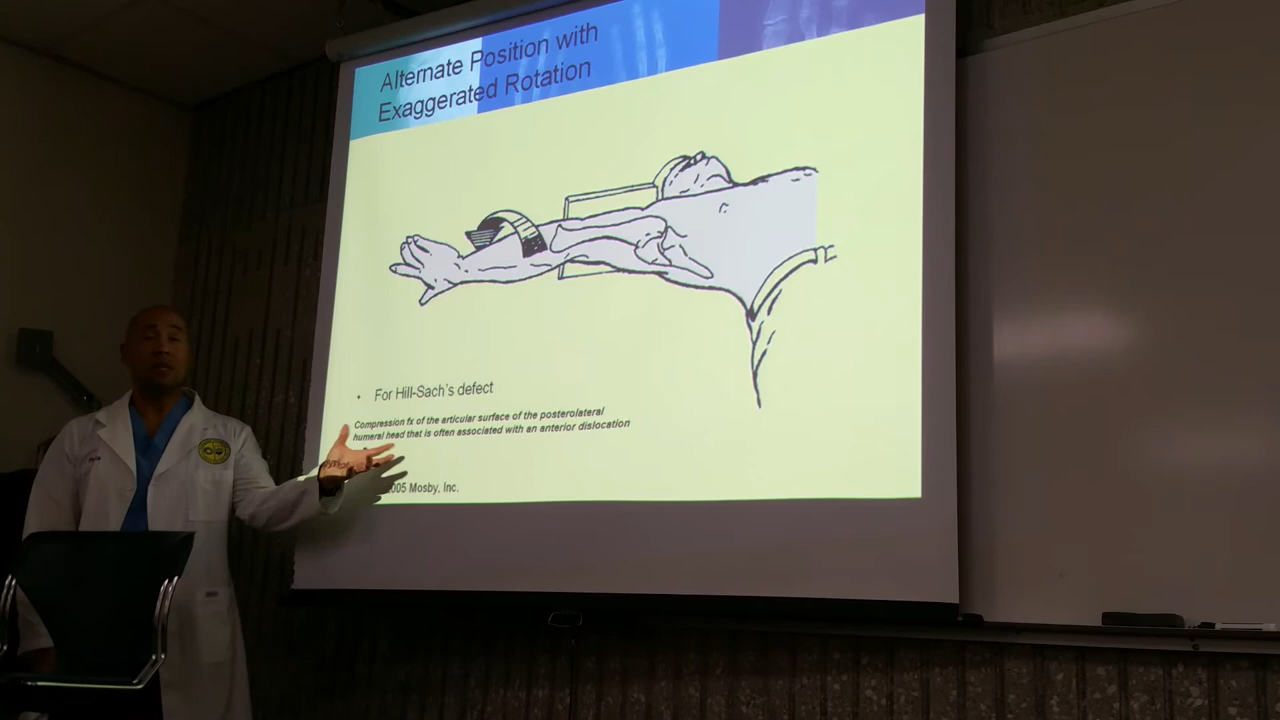 Alternate Position with
Exaggerated Rotation
• For Hill-Sach's defect
Compression fx of the articular surface of the posterolateral
humeral head that is often associated with an anterior dislocation
2005 Mosby, Inc.